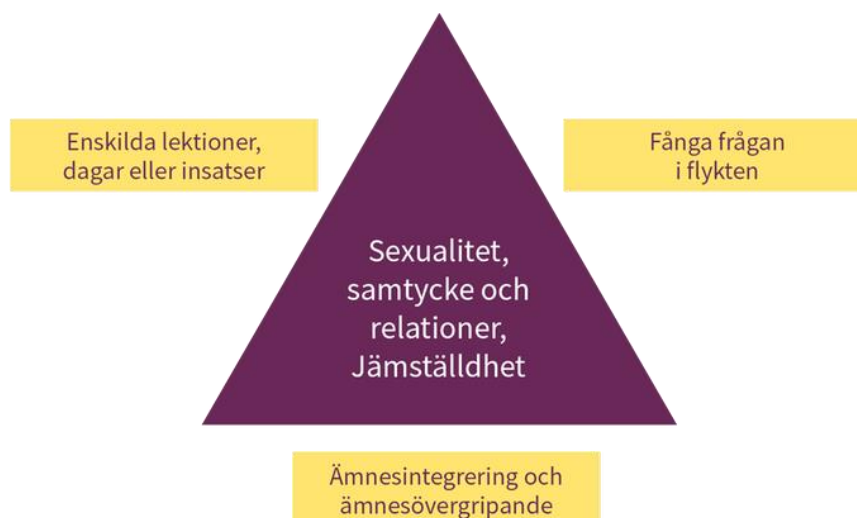 Enskilda lektioner,
dagar eller insatser
Fånga frågan
i flykten
Sexualitet,
samtycke och
relationer,
Jämställdhet
Ämnesintegrering och
ämnesövergripande